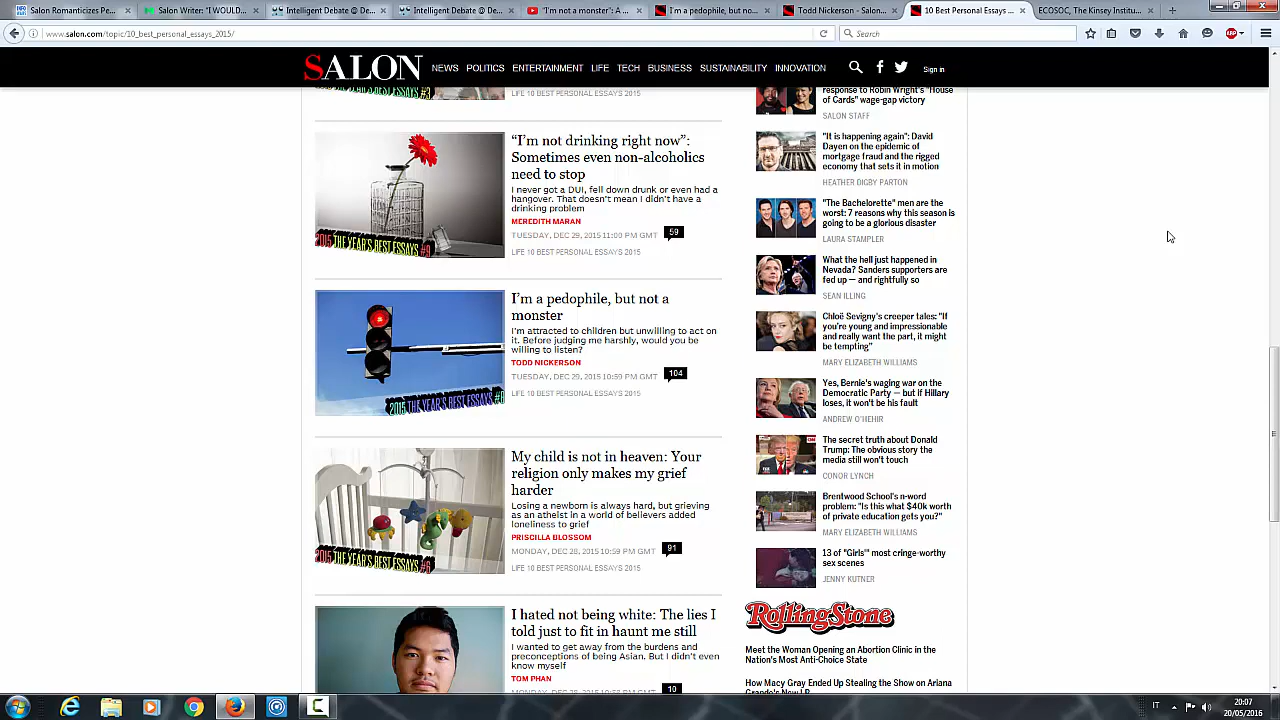 Salon Romanticizes Pe...
Salon Writer: "I WOULD...
Intelligent Debate @ De...
Intelligent Debate @ D...
"I'm not a monster": A ...
I'm a pedophile, but no...
Todd Nickerson - Salon...
10 Best Personal Essays ...
ECOSOC, The Kinsey Institu...
www.salon.com/topic/10_best_personal_essays_2015/
Search
ABP
SALON
NEWS POLITICS ENTERTAINMENT LIFE TECH BUSINESS SUSTAINABILITY INNOVATION
Sign in
LIFE 10 BEST PERSONAL ESSAYS 2015
“I’m not drinking right now”:
Sometimes even non-alcoholics
need to stop
I never got a DUI, fell down drunk or even had a
hangover. That doesn't mean I didn't have a
drinking problem
MEREDITH MARAN
TUESDAY, DEC 29, 2015 11:00 PM GMT 59
LIFE 10 BEST PERSONAL ESSAYS 2015
2015 THE YEAR'S BEST ESSAYS #9
I’m a pedophile, but not a
monster
I'm attracted to children but unwilling to act on
it. Before judging me harshly, would you be
willing to listen?
TODD NICKERSON
TUESDAY, DEC 29, 2015 10:59 PM GMT 104
LIFE 10 BEST PERSONAL ESSAYS 2015
2015 THE YEAR'S BEST ESSAYS
My child is not in heaven: Your
religion only makes my grief
harder
Losing a newborn is always hard, but grieving
as an atheist in a world of believers added
loneliness to grief
PRISCILLA BLOSSOM
MONDAY, DEC 28, 2015 10:59 PM GMT 91
LIFE 10 BEST PERSONAL ESSAYS 2015
2015 THE YEAR'S BEST ESSAYS #6
I hated not being white: The lies I
told just to fit in haunt me still
I wanted to get away from the burdens and
preconceptions of being Asian. But I didn't even
know myself
TOM PHAN
10
response to Robin Wright's "House
of Cards" wage-gap victory
SALON STAFF
"It is happening again": David
Dayen on the epidemic of
mortgage fraud and the rigged
economy that sets it in motion
HEATHER DIGBY PARTON
"The Bachelorette" men are the
worst: 7 reasons why this season is
going to be a glorious disaster
LAURA STAMPLER
What the hell just happened in
Nevada? Sanders supporters are
fed up — and rightfully so
SEAN ILLING
Chloë Sevigny's creeper tales: "If
you're young and impressionable
and really want the part, it might
be tempting"
MARY ELIZABETH WILLIAMS
Yes, Bernie's waging war on the
Democratic Party — but if Hillary
loses, it won't be his fault
ANDREW O'HEHIR
The secret truth about Donald
Trump: The obvious story the
media still won't touch
CONOR LYNCH
Brentwood School's n-word
problem: "Is this what $40k worth
of private education gets you?"
MARY ELIZABETH WILLIAMS
13 of "Girls'" most cringe-worthy
sex scenes
JENNY KUTNER
RollingStone
Meet the Woman Opening an Abortion Clinic in the
Nation's Most Anti-Choice State
How Macy Gray Ended Up Stealing the Show on Ariana
IT
20:07
20/05/2016